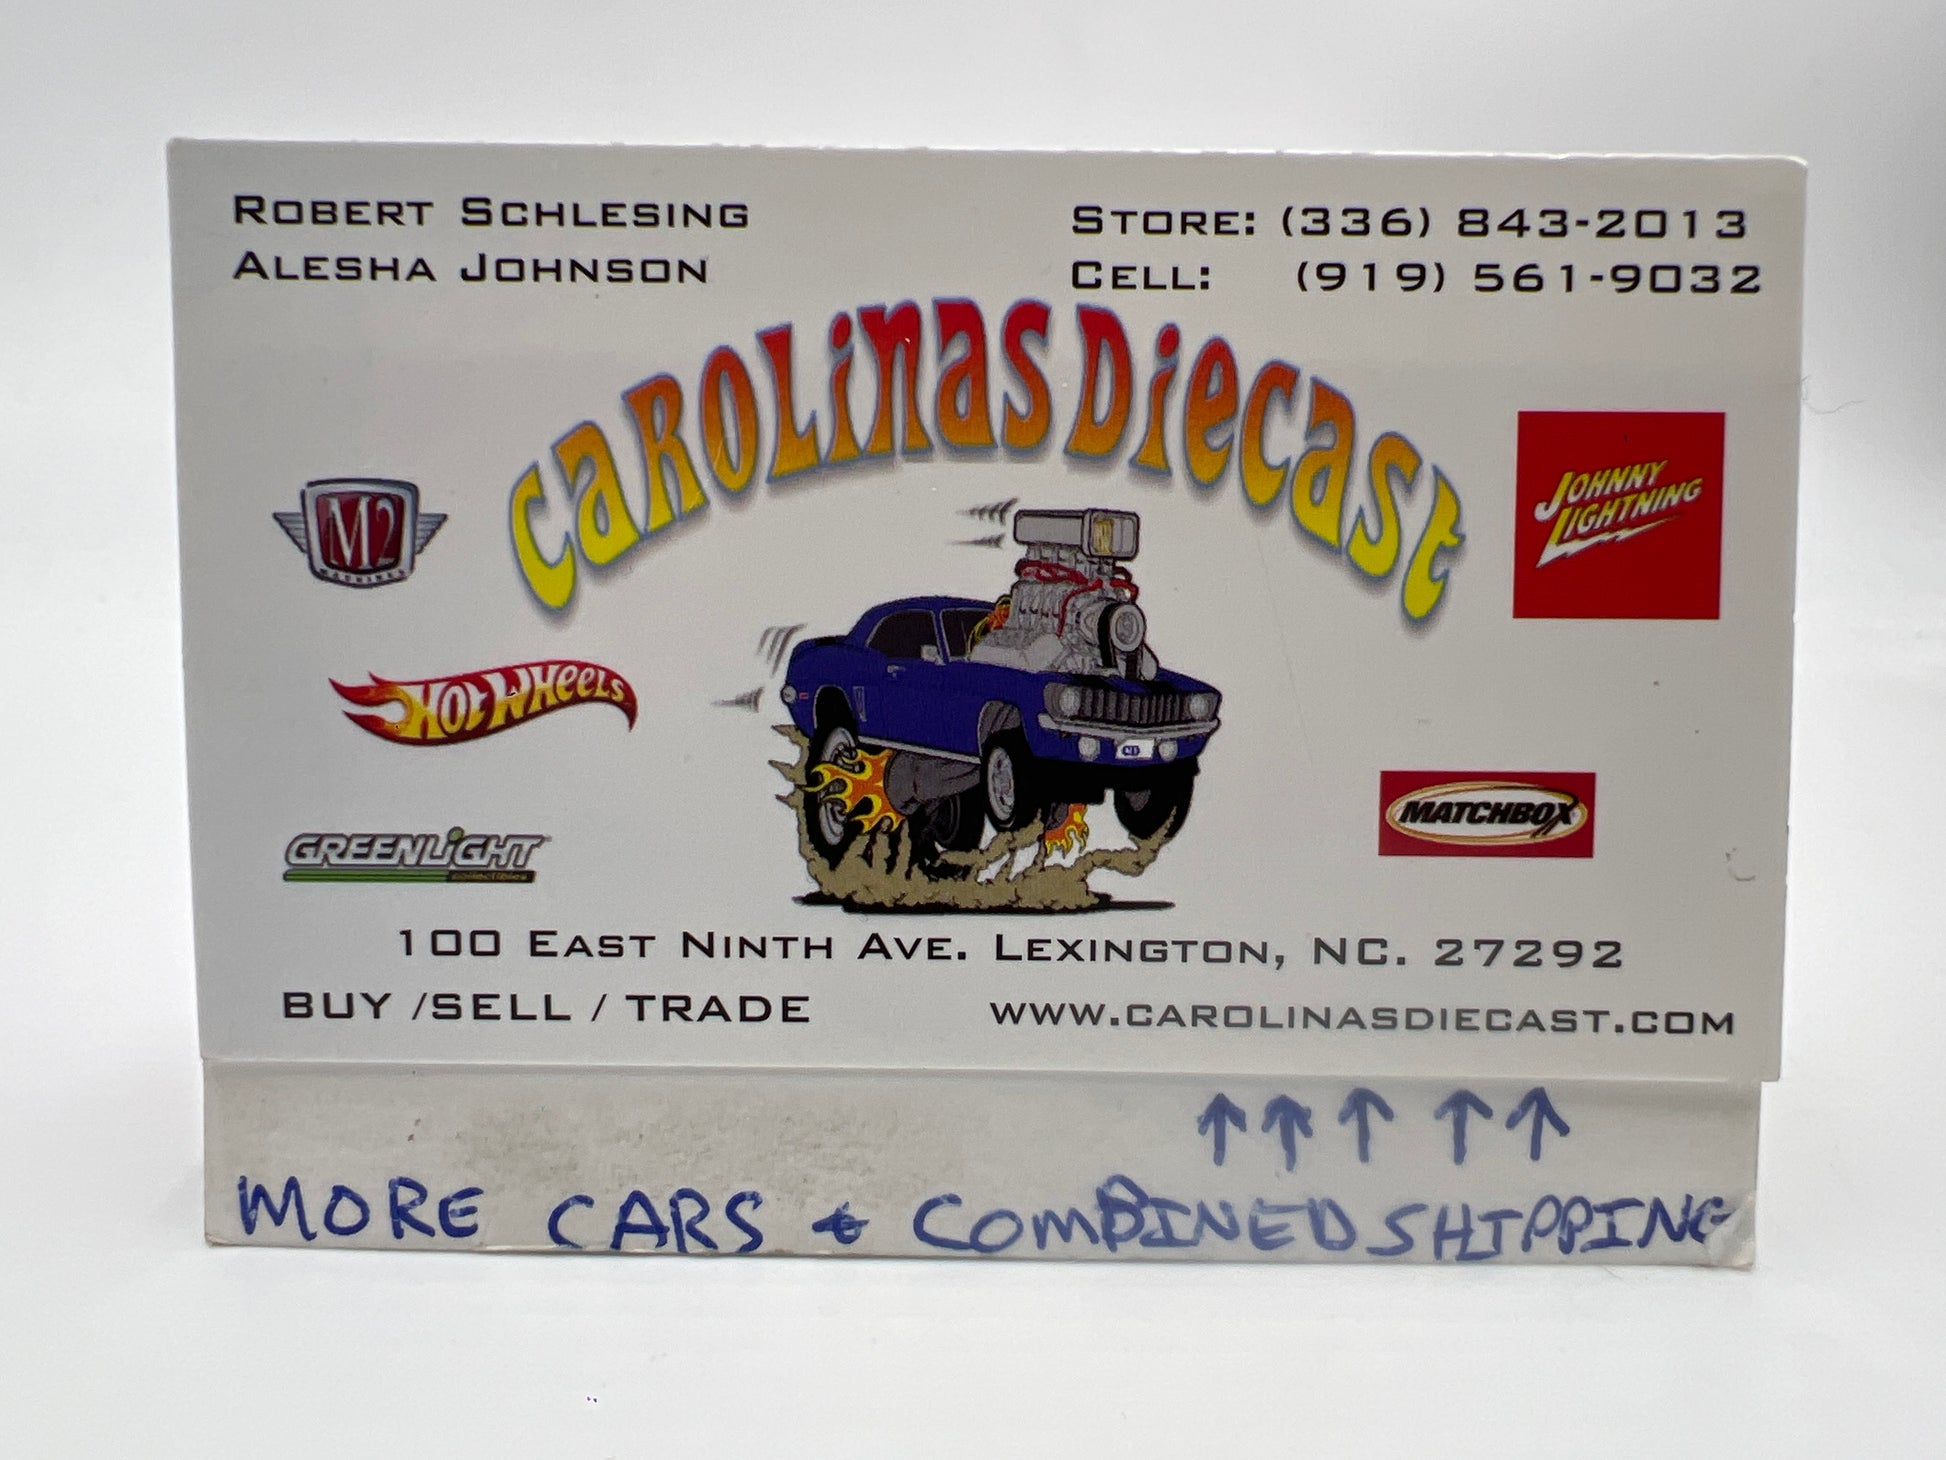 Robert Schlesing
Alesha Johnson
Store: (336) 843-2013
Cell: (919) 561-9032
Carolinas Diecast
M2
MACHINES
JOHNNY
LIGHTNING
Hot Wheels
MATCHBOX
GREENLIGHT
collectibles
100 East Ninth Ave. Lexington, NC. 27292
BUY /SELL / TRADE
www.carolinasdiecast.com
↑ ↑ ↑ ↑ ↑
MORE CARS & COMBINED SHIPPING